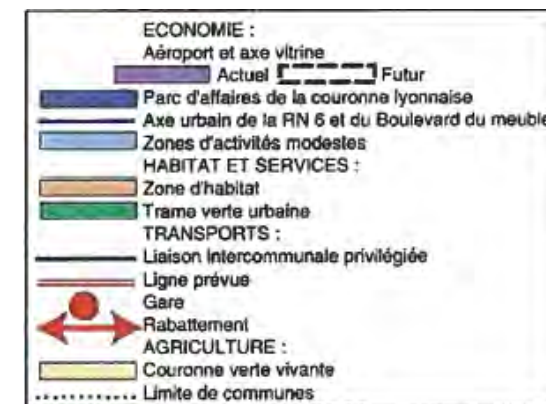 ECONOMIE :
Aéroport et axe vitrine
Actuel Futur
Parc d'affaires de la couronne lyonnaise
Axe urbain de la RN 6 et du Boulevard du meuble
Zones d'activités modestes
HABITAT ET SERVICES :
Zone d'habitat
Trame verte urbaine
TRANSPORTS :
Liaison intercommunale privilégiée
Ligne prévue
Gare
Rabattement
AGRICULTURE :
Couronne verte vivante
Limite de communes